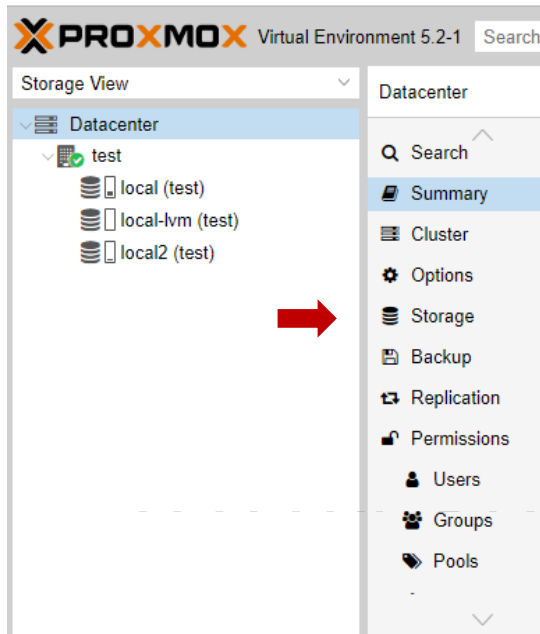 PROXMOX Virtual Environment 5.2-1 Search
Storage View
Datacenter
test
local (test)
local-lvm (test)
local2 (test)
Datacenter
Search
Summary
Cluster
Options
Storage
Backup
Replication
Permissions
Users
Groups
Pools